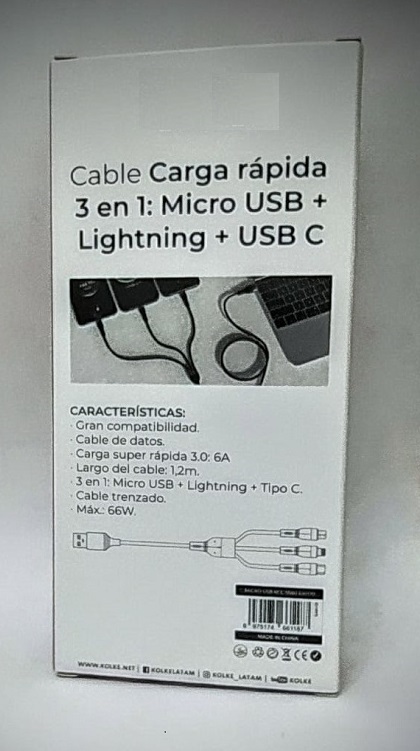 Cable Carga rápida
3 en 1: Micro USB +
Lightning + USB C
CARACTERÍSTICAS:
· Gran compatibilidad.
· Cable de datos.
· Carga super rápida 3.0: 6A
· Largo del cable: 1,2m.
· 3 en 1: Micro USB + Lightning + Tipo C.
· Cable trenzado.
· Máx.: 66W.
MADE IN CHINA
WWW.KOLKE.NET | KOLKELATAM | KOLKE_LATAM | YouTube KOLKE